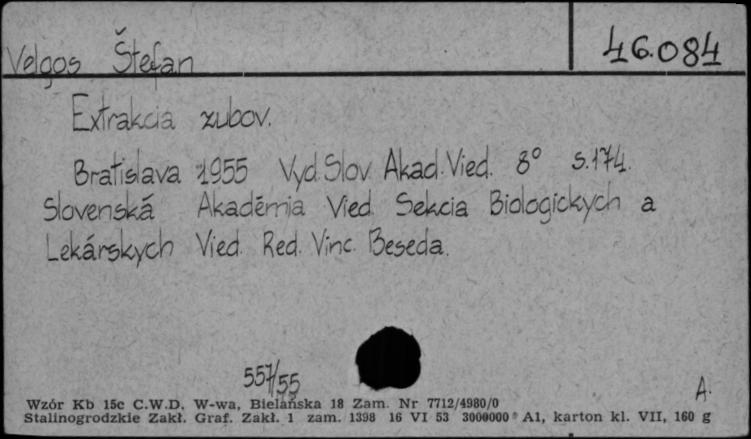 Velgos Štefan 46.084
Extrakcia zubov.
Bratislava 1955 Vyd. Slov. Akad. Vied. 8° s. 174.
Slovenská Akadémia Vied. Sekcia Biologických a
Lekárskych Vied. Red. Vinc. Beseda.
557/55
A.
Wzór Kb 15c C.W.D. W-wa, Bielańska 18 Zam. Nr 7712/4980/0
Stalinogrodzkie Zakł. Graf. Zakł. 1 zam. 1398 16 VI 53 3000000 A1, karton kl. VII, 160 g